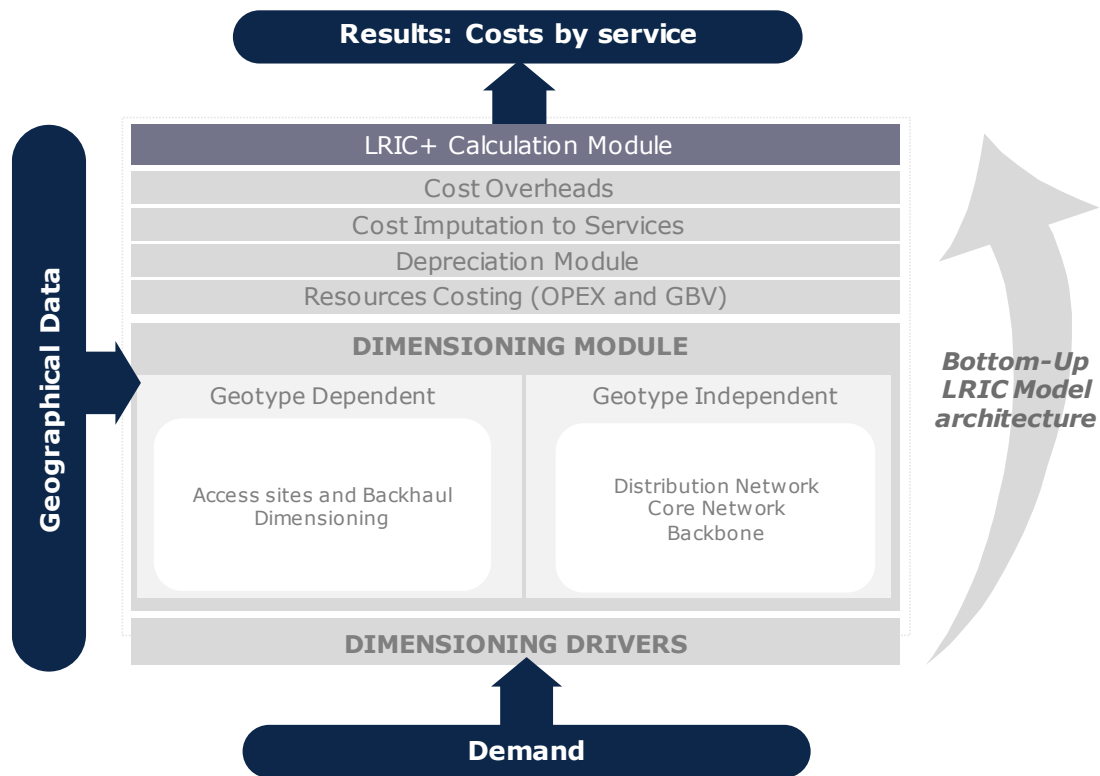 Results: Costs by service
LRIC+ Calculation Module
Cost Overheads
Cost Imputation to Services
Depreciation Module
Resources Costing (OPEX and GBV)
DIMENSIONING MODULE
Geotype Dependent
Access sites and Backhaul
Dimensioning
Geotype Independent
Distribution Network
Core Network
Backbone
DIMENSIONING DRIVERS
Demand
Geographical Data
Bottom-Up
LRIC Model
architecture